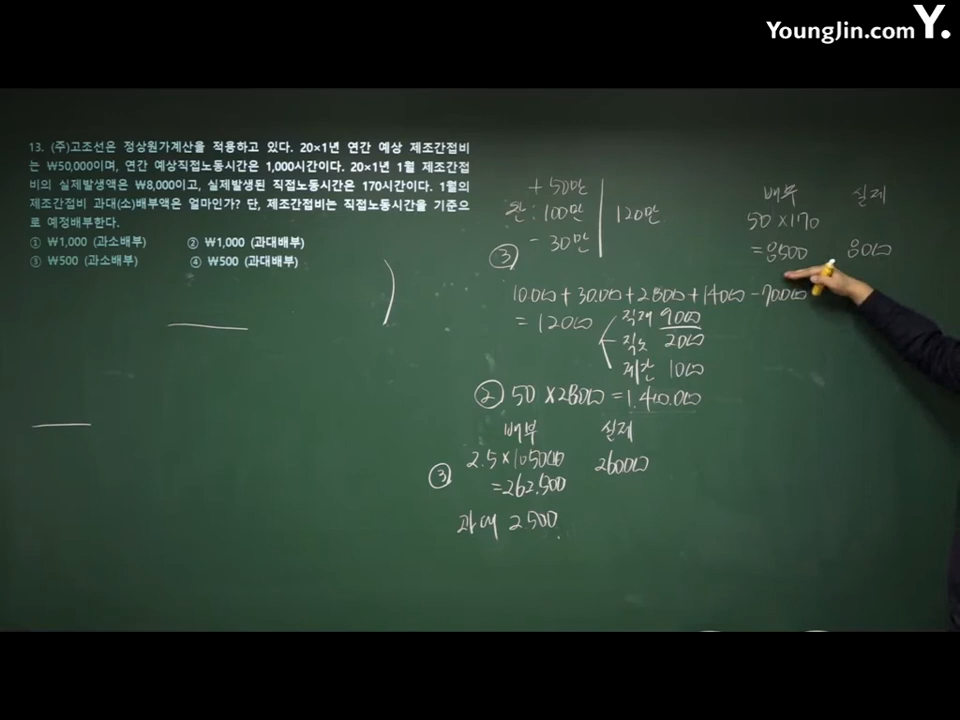 YoungJin.com Y.
13. (주)고조선은 정상원가계산을 적용하고 있다. 20×1년 연간 예상 제조간접비
는 ₩50,000이며, 연간 예상직접노동시간은 1,000시간이다. 20×1년 1월 제조간접
비의 실제발생액은 ₩8,000이고, 실제발생된 직접노동시간은 170시간이다. 1월의
제조간접비 과대(소)배부액은 얼마인가? 단, 제조간접비는 직접노동시간을 기준으
로 예정배부한다.
① ₩1,000 (과소배부) ② ₩1,000 (과대배부)
③ ₩500 (과소배부) ④ ₩500 (과대배부)
+ 50만
완 : 100만 120만
- 30만
③
배부 실제
50 × 170
= 8500 8000
= 12000 직재 9000
직노 2000
제간 1000
② 50 × 28000 = 1.400.000
배부 실제
③ 2.5 × 105000 260000
= 262.500
과대 2500.